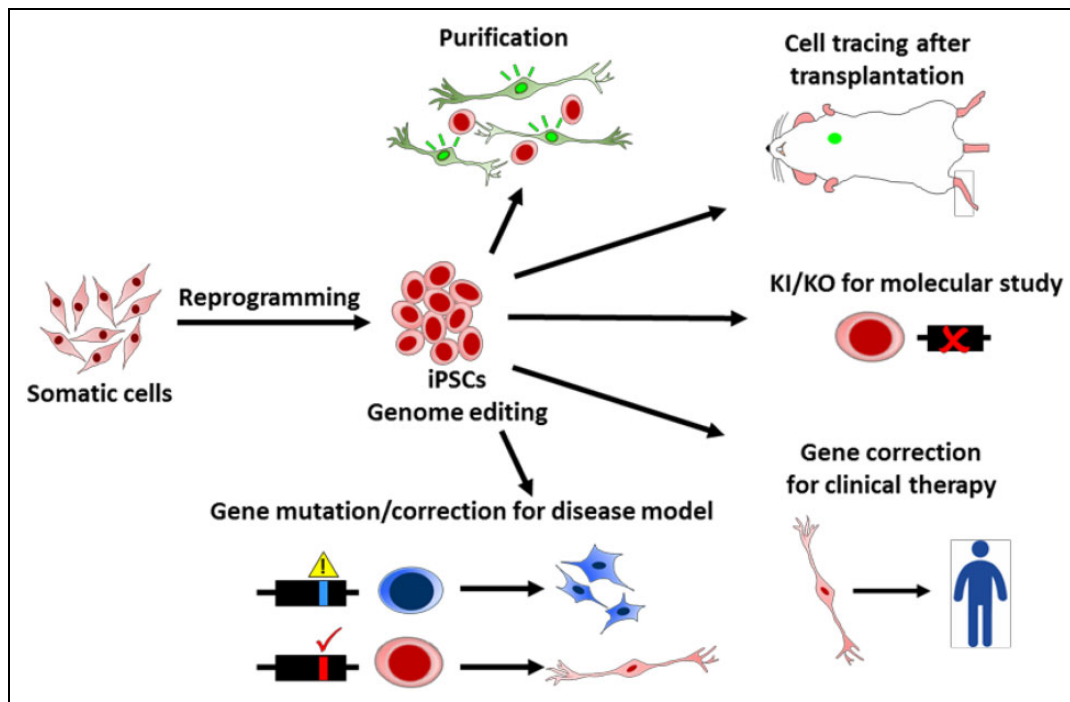 Purification
Cell tracing after
transplantation
Reprogramming
KI/KO for molecular study
Somatic cells
iPSCs
Genome editing
Gene correction
for clinical therapy
Gene mutation/correction for disease model
!